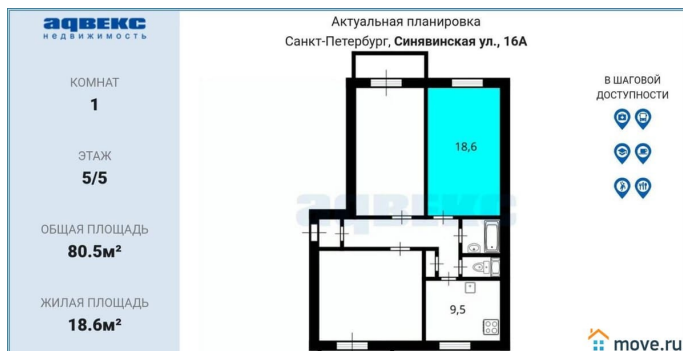 адвекс
НЕДВИЖИМОСТЬ
КОМНАТ
1
ЭТАЖ
5/5
ОБЩАЯ ПЛОЩАДЬ
80.5м²
ЖИЛАЯ ПЛОЩАДЬ
18.6м²
Актуальная планировка
Санкт-Петербург, Синявинская ул., 16А
18,6
адвекс
9,5
В ШАГОВОЙ
ДОСТУПНОСТИ
move.ru